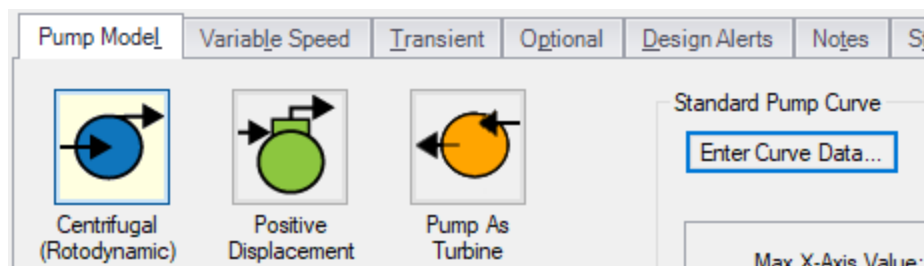 Pump Model
Variable Speed
Transient
Optional
Design Alerts
Notes
Standard Pump Curve
Enter Curve Data...
Centrifugal
(Rotodynamic)
Positive
Displacement
Pump As
Turbine
Max X-Axis Value: